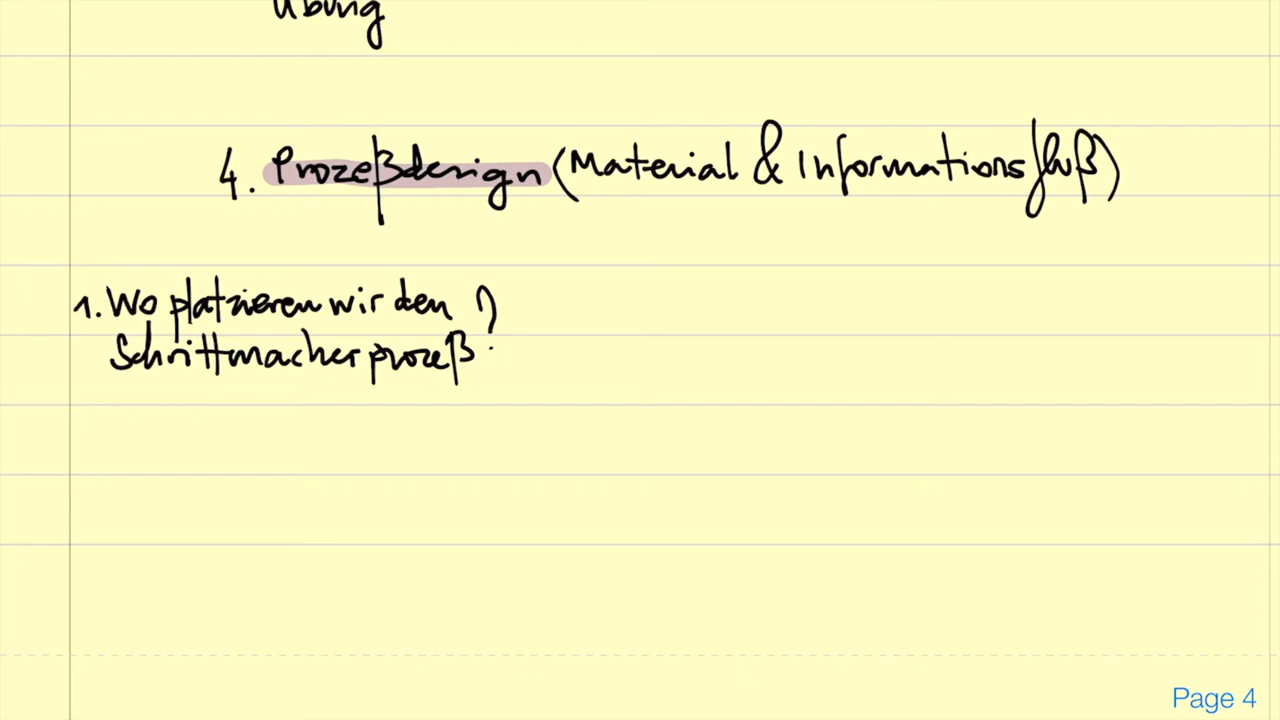 Übung
4. Prozeßdesign (Material & Informationsfluß)
1. Wo platzieren wir den
Schrittmacherprozeß?
Page 4